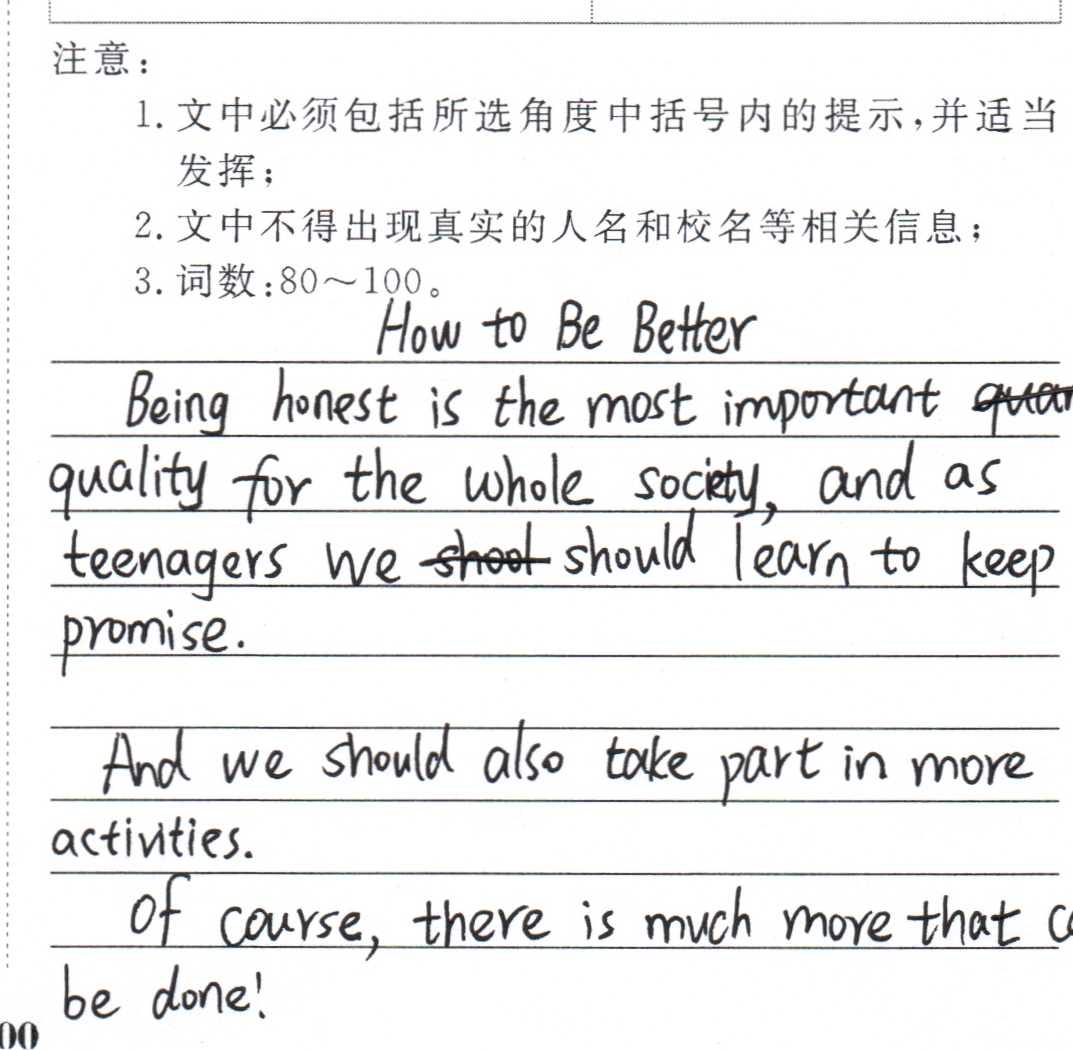 注意：
1. 文中必须包括所选角度中括号内的提示，并适当
发挥；
2. 文中不得出现真实的人名和校名等相关信息；
3. 词数：80～100。
How to Be Better
Being honest is the most important
quality for the whole society, and as
teenagers we should learn to keep
promise.
And we should also take part in more
activities.
Of course, there is much more that
be done!
00